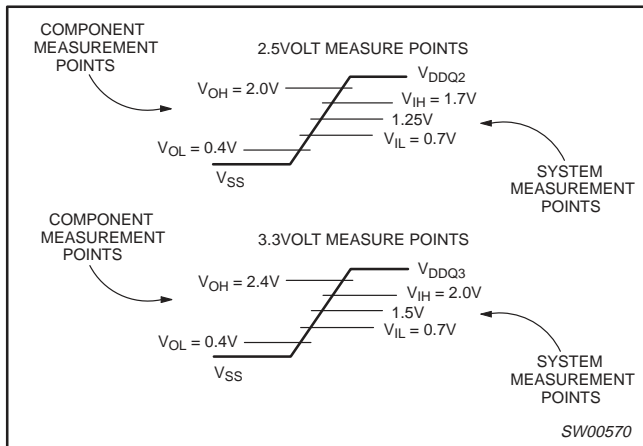 COMPONENT
MEASUREMENT
POINTS
2.5VOLT MEASURE POINTS
VOH = 2.0V
VDDQ2
VIH = 1.7V
1.25V
VIL = 0.7V
VOL = 0.4V
VSS
SYSTEM
MEASUREMENT
POINTS
COMPONENT
MEASUREMENT
POINTS
3.3VOLT MEASURE POINTS
VOH = 2.4V
VDDQ3
VIH = 2.0V
1.5V
VIL = 0.7V
VOL = 0.4V
VSS
SYSTEM
MEASUREMENT
POINTS
SW00570